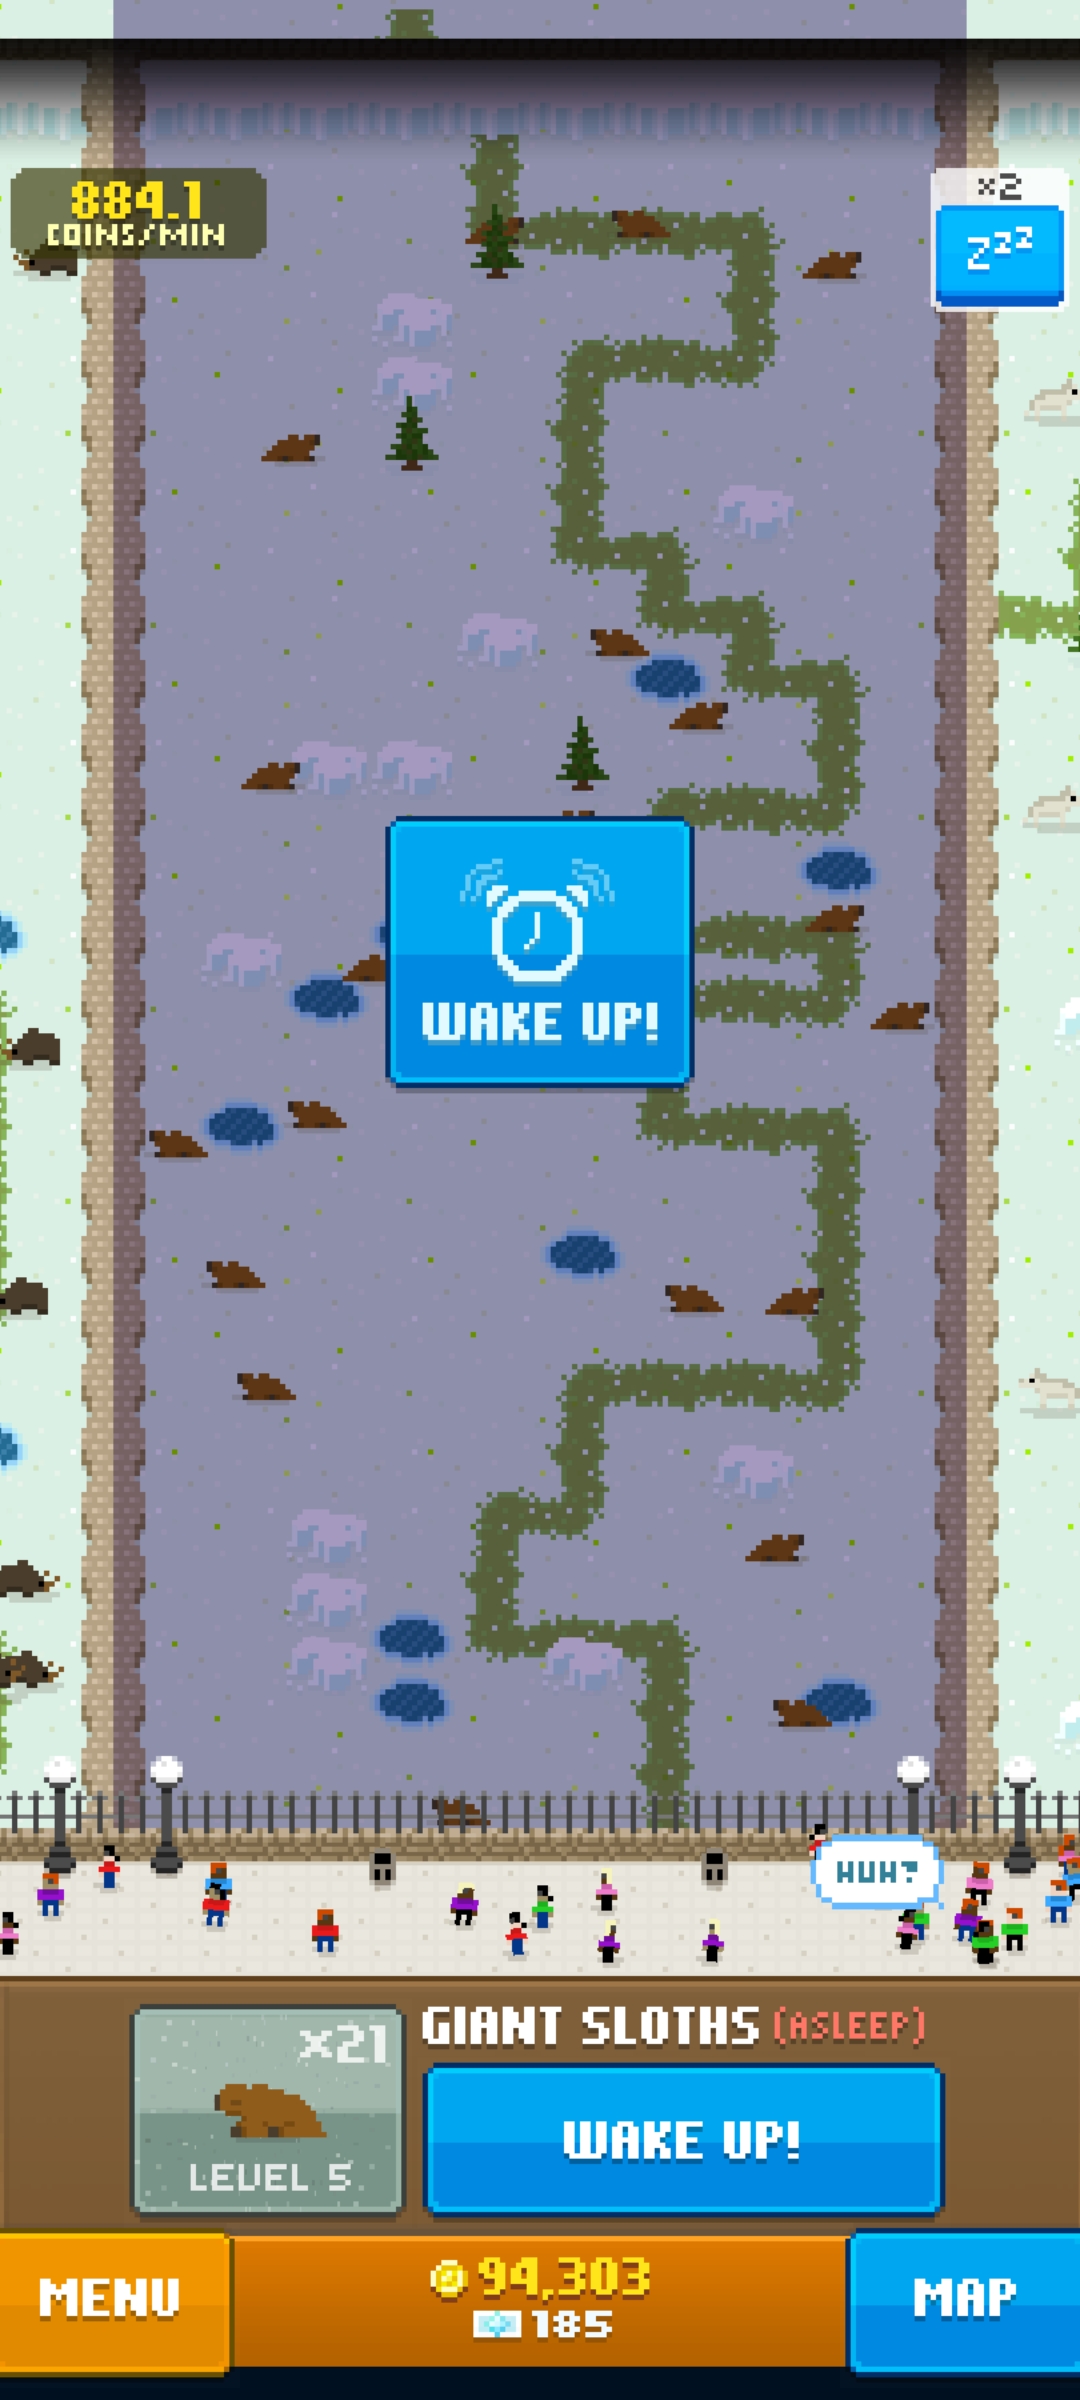 884.1
COINS/MIN
x2
Zzzz
WAKE UP!
HUH?
GIANT SLOTHS (ASLEEP)
x21
LEVEL 5
WAKE UP!
MENU
94,303
185
MAP